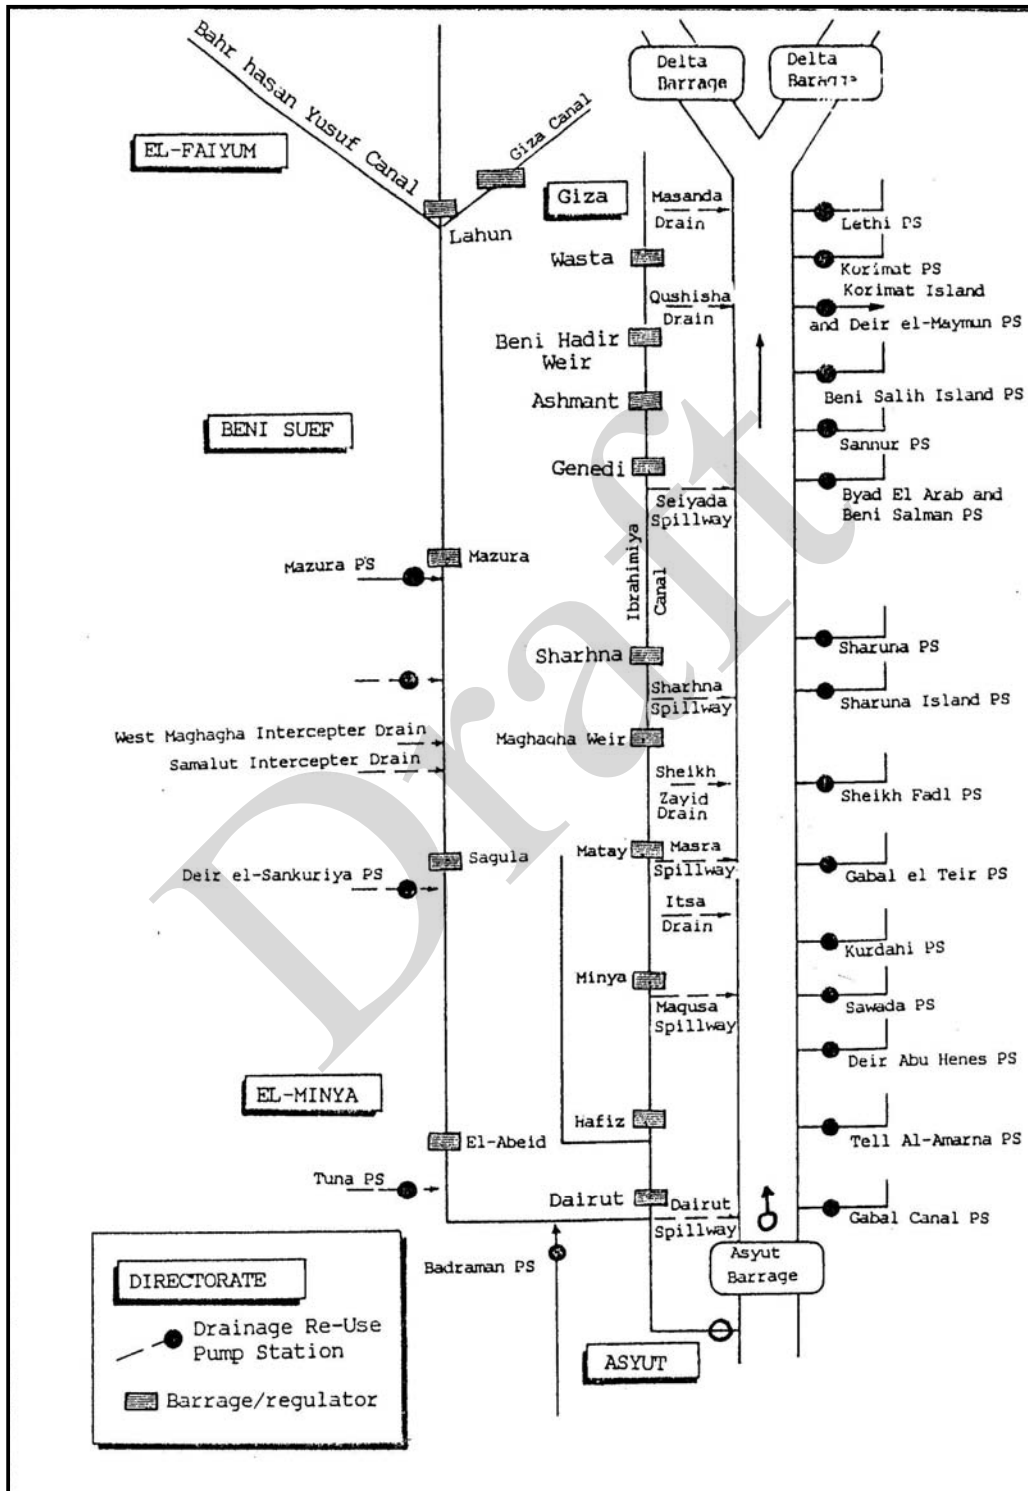 Delta
Barrage
Delta
Barrage
Bahr hasan Yusuf Canal
Giza Canal
EL-FAIYUM
Lahun
Giza
Masanda
Drain
Lethi PS
Wasta
Korimat PS
Korimat Island
and Deir el-Maymun PS
Qushisha
Drain
Beni Hadir
Weir
Beni Salih Island PS
Ashmant
BENI SUEF
Sannur PS
Genedi
Byad El Arab and
Beni Salman PS
Seiyada
Spillway
Mazura PS
Mazura
Ibrahimiya
Canal
Sharhna
Sharuna PS
Sharhna
Spillway
Sharuna Island PS
West Maghagha Intercepter Drain
Maghagha Weir
Samalut Intercepter Drain
Sheikh
Zayid
Drain
Sheikh Fadl PS
Matay
Masra
Spillway
Sagula
Deir el-Sankuriya PS
Gabal el Teir PS
Itsa
Drain
Kurdahi PS
Minya
Maqusa
Spillway
Sawada PS
Deir Abu Henes PS
EL-MINYA
Hafiz
El-Abeid
Tell Al-Amarna PS
Tuna PS
Dairut
Dairut
Spillway
Gabal Canal PS
Badraman PS
Asyut
Barrage
ASYUT
DIRECTORATE
Drainage Re-Use
Pump Station
Barrage/regulator
Draft